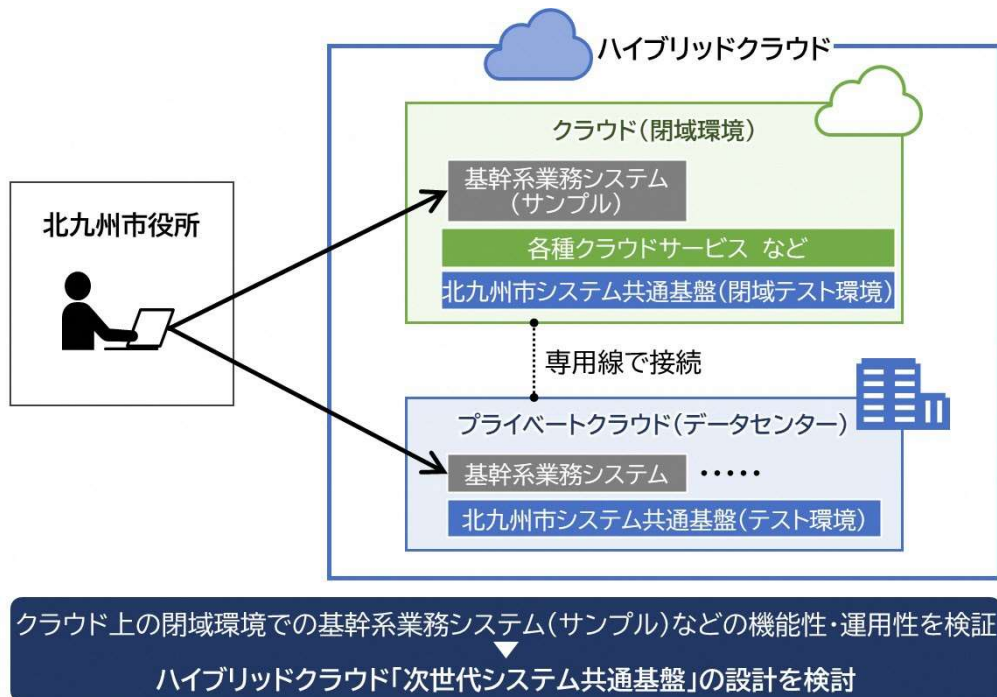 ハイブリッドクラウド
クラウド(閉域環境)
基幹系業務システム
(サンプル)
各種クラウドサービス など
北九州市システム共通基盤(閉域テスト環境)
北九州市役所
専用線で接続
プライベートクラウド(データセンター)
基幹系業務システム ・・・・・
北九州市システム共通基盤(テスト環境)
クラウド上の閉域環境での基幹系業務システム(サンプル)などの機能性・運用性を検証
ハイブリッドクラウド「次世代システム共通基盤」の設計を検討